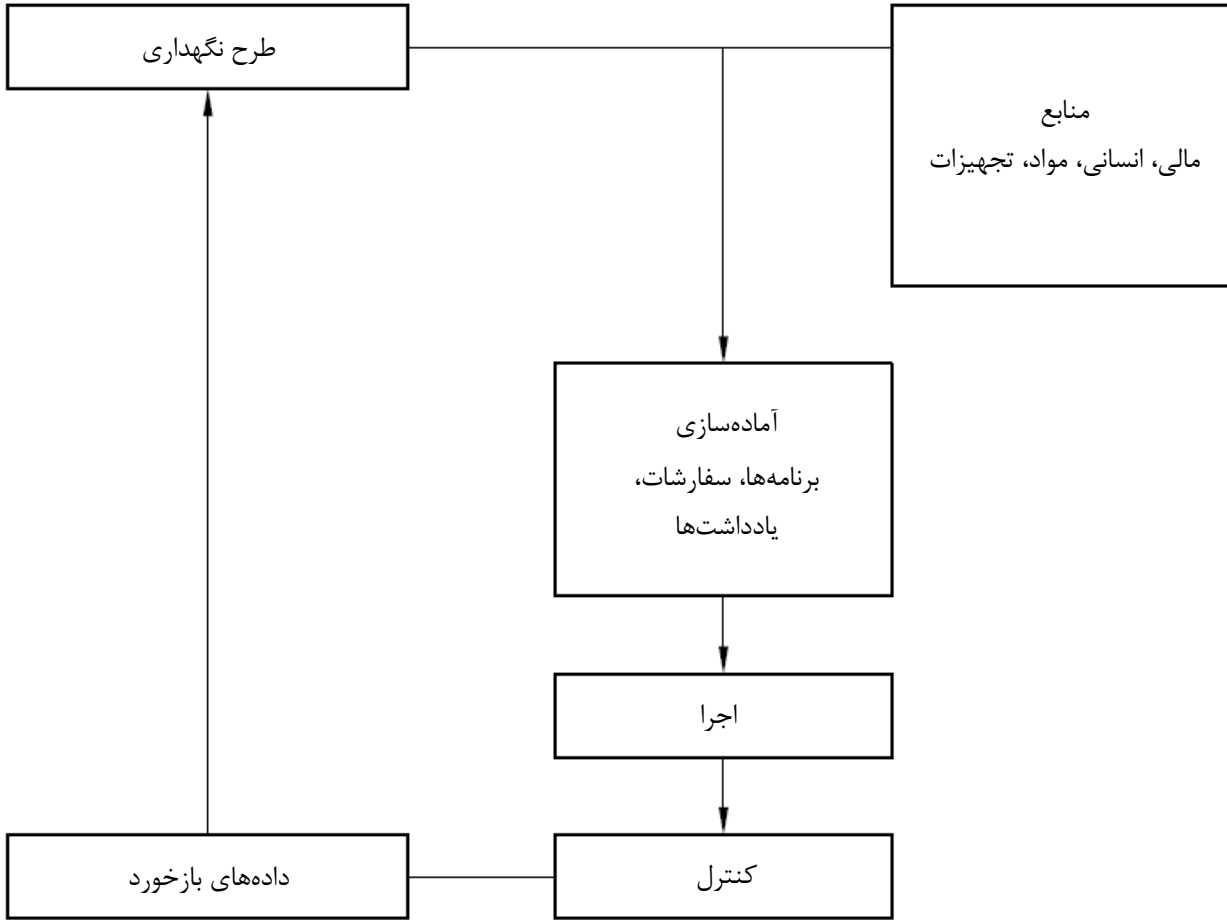 طرح نگهداری
منابع
مالی، انسانی، مواد، تجهیزات
آماده‌سازی
برنامه‌ها، سفارشات،
یادداشت‌ها
اجرا
کنترل
داده‌های بازخورد